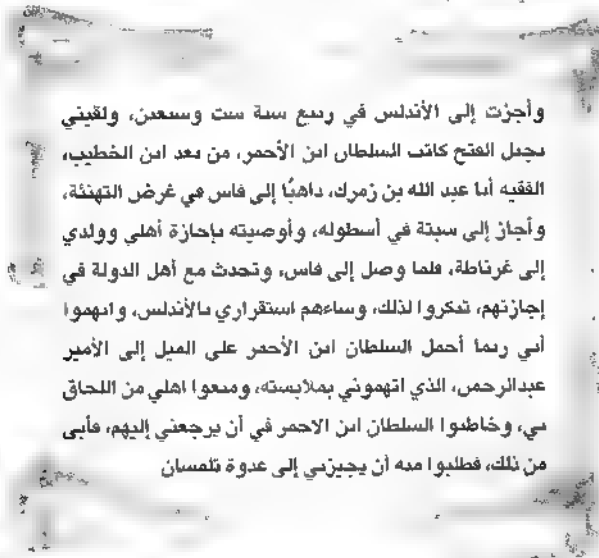 وأجزت إلى الأندلس في ربيع سنة ست وسبعين، ولقيني
بجبل الفتح كاتب السلطان ابن الأحمر، من بعد ابن الخطيب،
الفقيه أبا عبد الله بن زمرك، ذاهبًا إلى فاس في غرض التهنئة،
وأجاز إلى سبتة في أسطوله، وأوصيته بإجازة أهلي وولدي
إلى غرناطة، فلما وصل إلى فاس، وتحدث مع أهل الدولة في
إجازتهم، تنكروا لذلك، وساءهم استقراري بالأندلس، واتهموا
أني ربما أحمل السلطان ابن الأحمر على الميل إلى الأمير
عبدالرحمن، الذي اتهموني بملابسته، ومنعوا اهلي من اللحاق
بي، وخاطبوا السلطان ابن الاحمر في أن يرجعني إليهم، فأبى
من ذلك، فطلبوا منه أن يجيزني إلى عدوة تلمسان